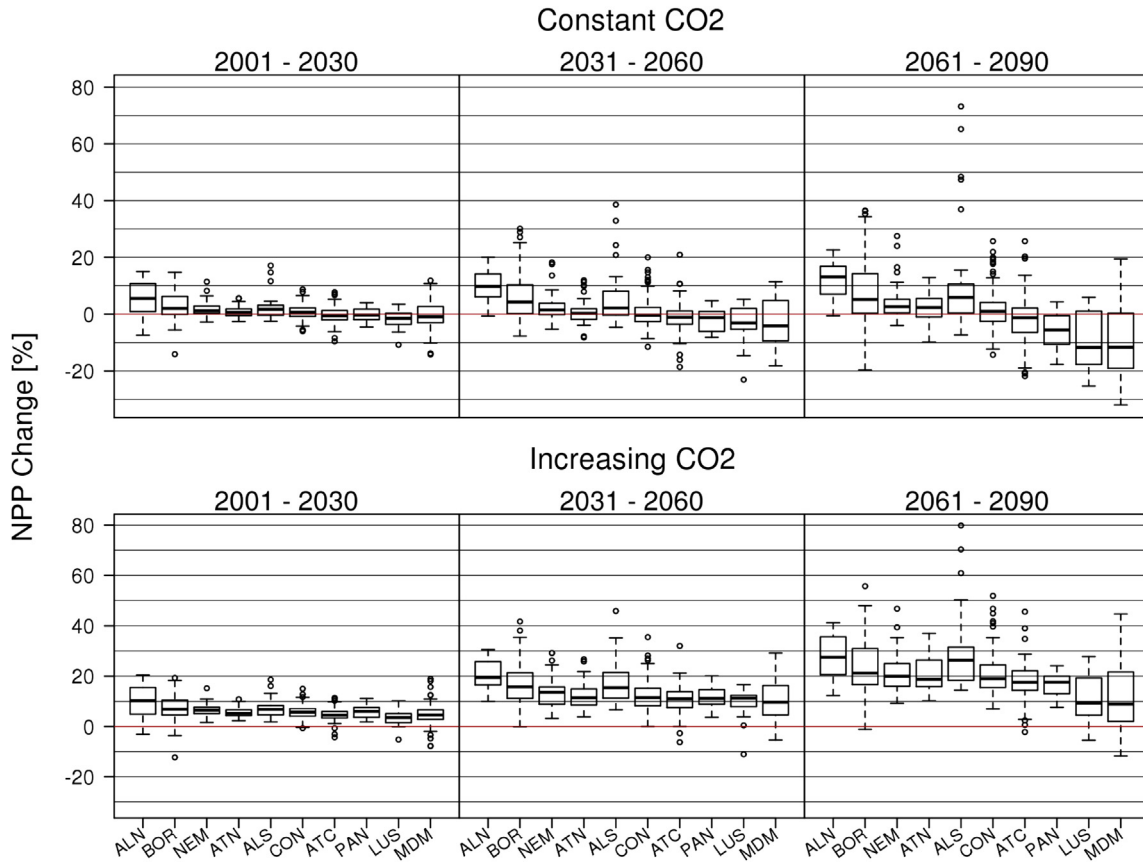 Constant CO2
2001 - 2030 2031 - 2060 2061 - 2090
80
60
40
20
0
-20
NPP Change [%]
Increasing CO2
2001 - 2030 2031 - 2060 2061 - 2090
80
60
40
20
0
-20
ALN BOR NEM ATN ALS CON ATC PAN LUS MDM ALN BOR NEM ATN ALS CON ATC PAN LUS MDM ALN BOR NEM ATN ALS CON ATC PAN LUS MDM